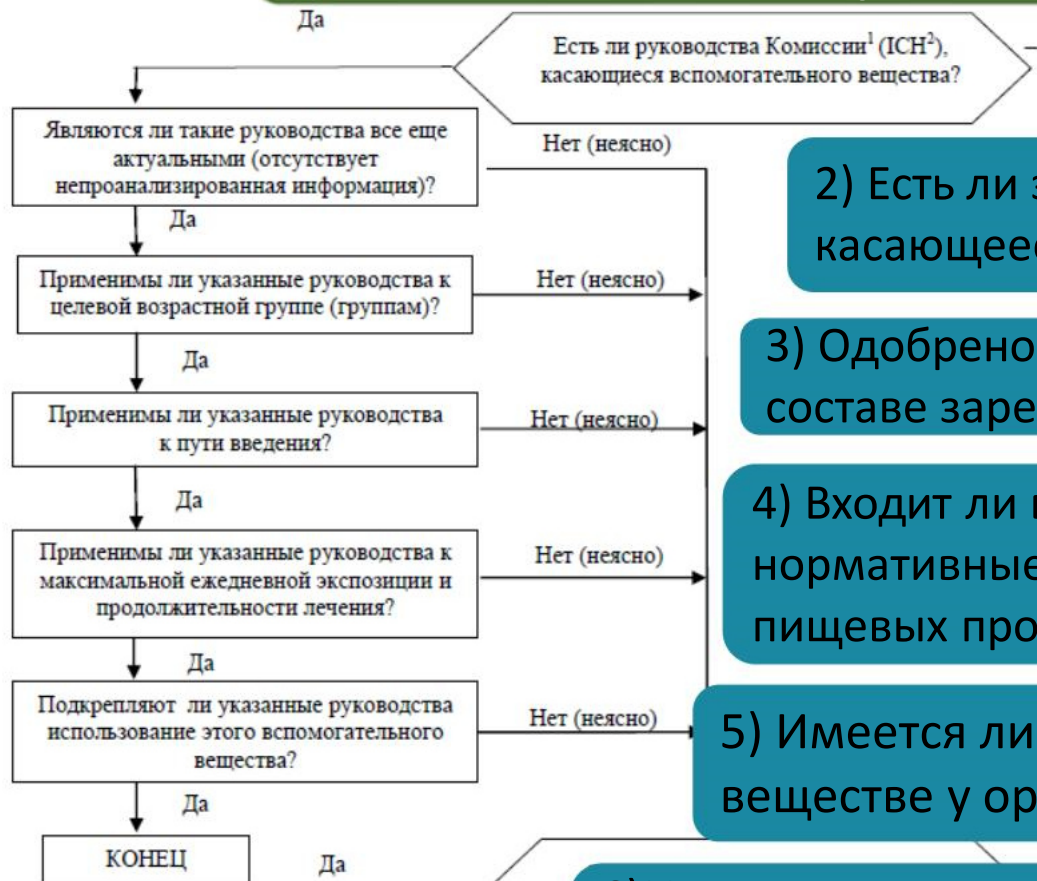 Да
Есть ли руководства Комиссии¹ (ICH²),
касающиеся вспомогательного вещества?
Являются ли такие руководства все еще
актуальными (отсутствует
непроанализированная информация)?
Нет (неясно)
Да
2) Есть ли
Применимы ли указанные руководства к
целевой возрастной группе (группам)?
Нет (неясно)
Да
3) Одобрено
составе
Применимы ли указанные руководства
к пути введения?
Нет (неясно)
Да
4) Входит ли
нормативные
пищевых
Применимы ли указанные руководства к
максимальной ежедневной экспозиции и
продолжительности лечения?
Нет (неясно)
Да
Подкрепляют ли указанные руководства
использование этого вспомогательного
вещества?
Нет (неясно)
5) Имеется ли
веществе у
Да
КОНЕЦ
Да